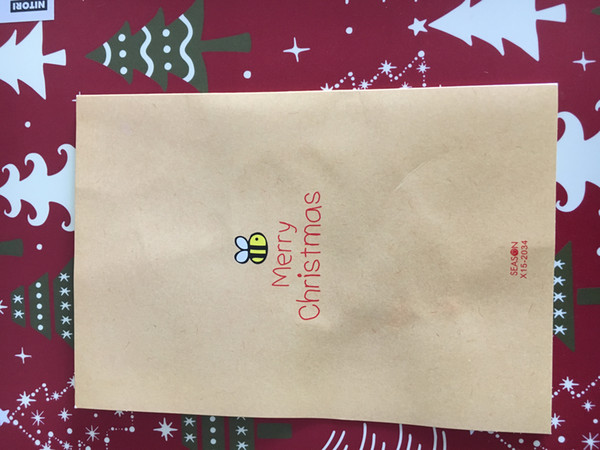 NITORI
Merry
Christmas
SEASON
X15-2034